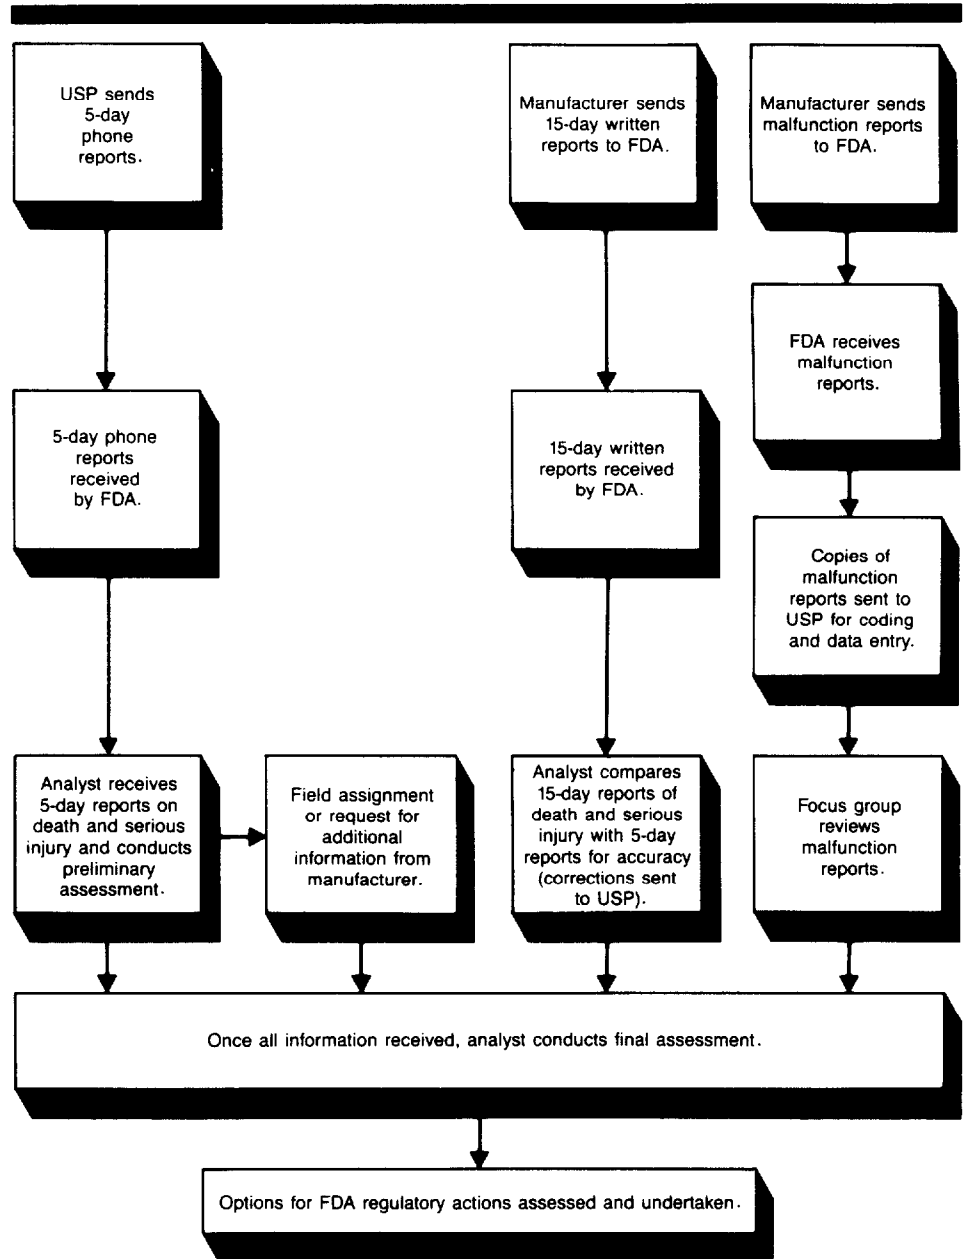 USP sends
5-day
phone
reports.
Manufacturer sends
15-day written
reports to FDA.
Manufacturer sends
malfunction reports
to FDA.
FDA receives
malfunction
reports.
5-day phone
reports
received
by FDA.
15-day written
reports received
by FDA.
Copies of
malfunction
reports sent to
USP for coding
and data entry.
Analyst receives
5-day reports on
death and serious
injury and conducts
preliminary
assessment.
Field assignment
or request for
additional
information from
manufacturer.
Analyst compares
15-day reports of
death and serious
injury with 5-day
reports for accuracy
(corrections sent
to USP).
Focus group
reviews
malfunction
reports.
Once all information received, analyst conducts final assessment.
Options for FDA regulatory actions assessed and undertaken.